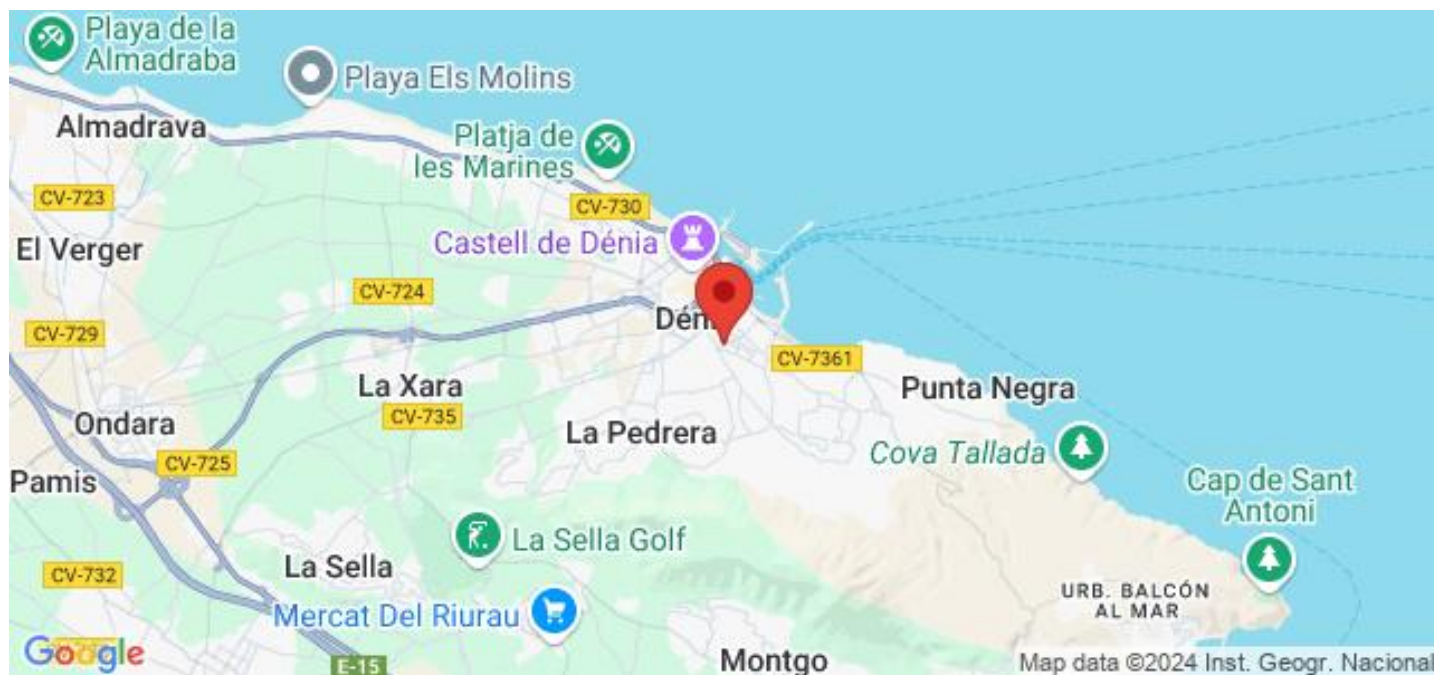 Playa de la
Almadraba
Playa Els Molins
Almadrava
Platja de
les Marines
CV-723
CV-730
El Verger
Castell de Dénia
CV-724
CV-729
Déni
CV-7361
La Xara
Punta Negra
CV-735
Ondara
La Pedrera
Cova Tallada
CV-725
Pamis
Cap de Sant
Antoni
La Sella Golf
La Sella
CV-732
URB. BALCÓN
AL MAR
Mercat Del Riurau
Google
E-15
Montgo
Map data ©2024 Inst. Geogr. Nacional